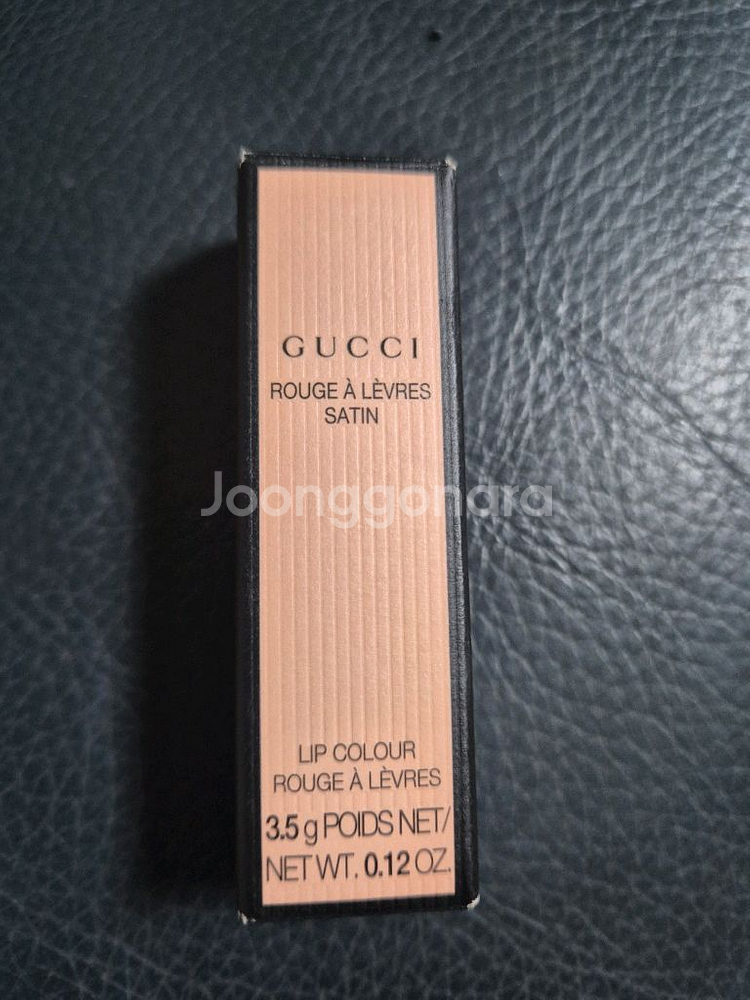 GUCCI
ROUGE À LÈVRES
SATIN
Joonggonara
LIP COLOUR
ROUGE À LÈVRES
3.5 g POIDS NET/
NET WT. 0.12 OZ.